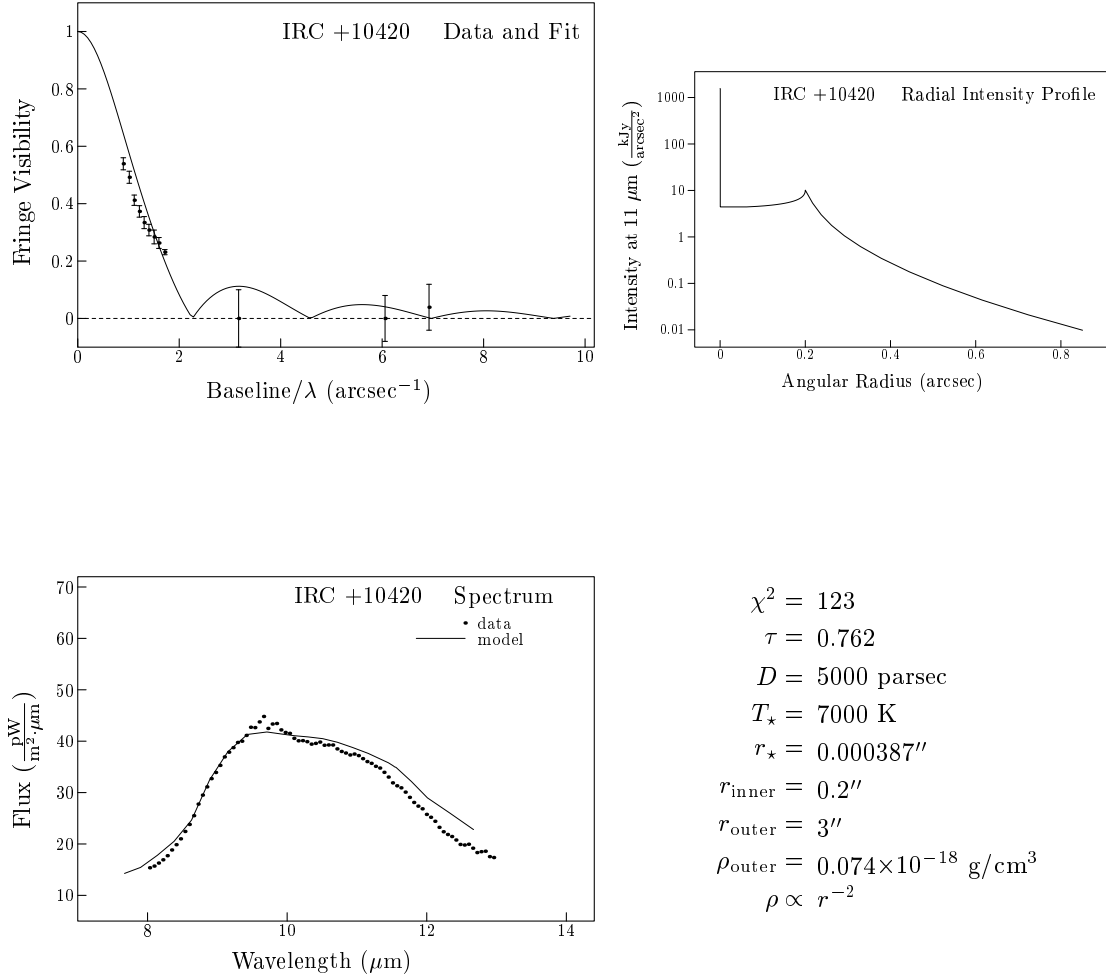 IRC +10420 Data and Fit
Fringe Visibility
1
0.8
0.6
0.4
0.2
0
0 2 4 6 8 10
Baseline/λ (arcsec⁻¹)
IRC +10420 Radial Intensity Profile
Intensity at 11 μm (kJy/arcsec²)
1000
100
10
1
0.1
0.01
0 0.2 0.4 0.6 0.8
Angular Radius (arcsec)
IRC +10420 Spectrum
data
model
Flux (pW/m²·μm)
70
60
50
40
30
20
10
8 10 12 14
Wavelength (μm)
χ² = 123
τ = 0.762
D = 5000 parsec
T⋆ = 7000 K
r⋆ = 0.000387″
r_inner = 0.2″
r_outer = 3″
ρ_outer = 0.074×10⁻¹⁸ g/cm³
ρ ∝ r⁻²